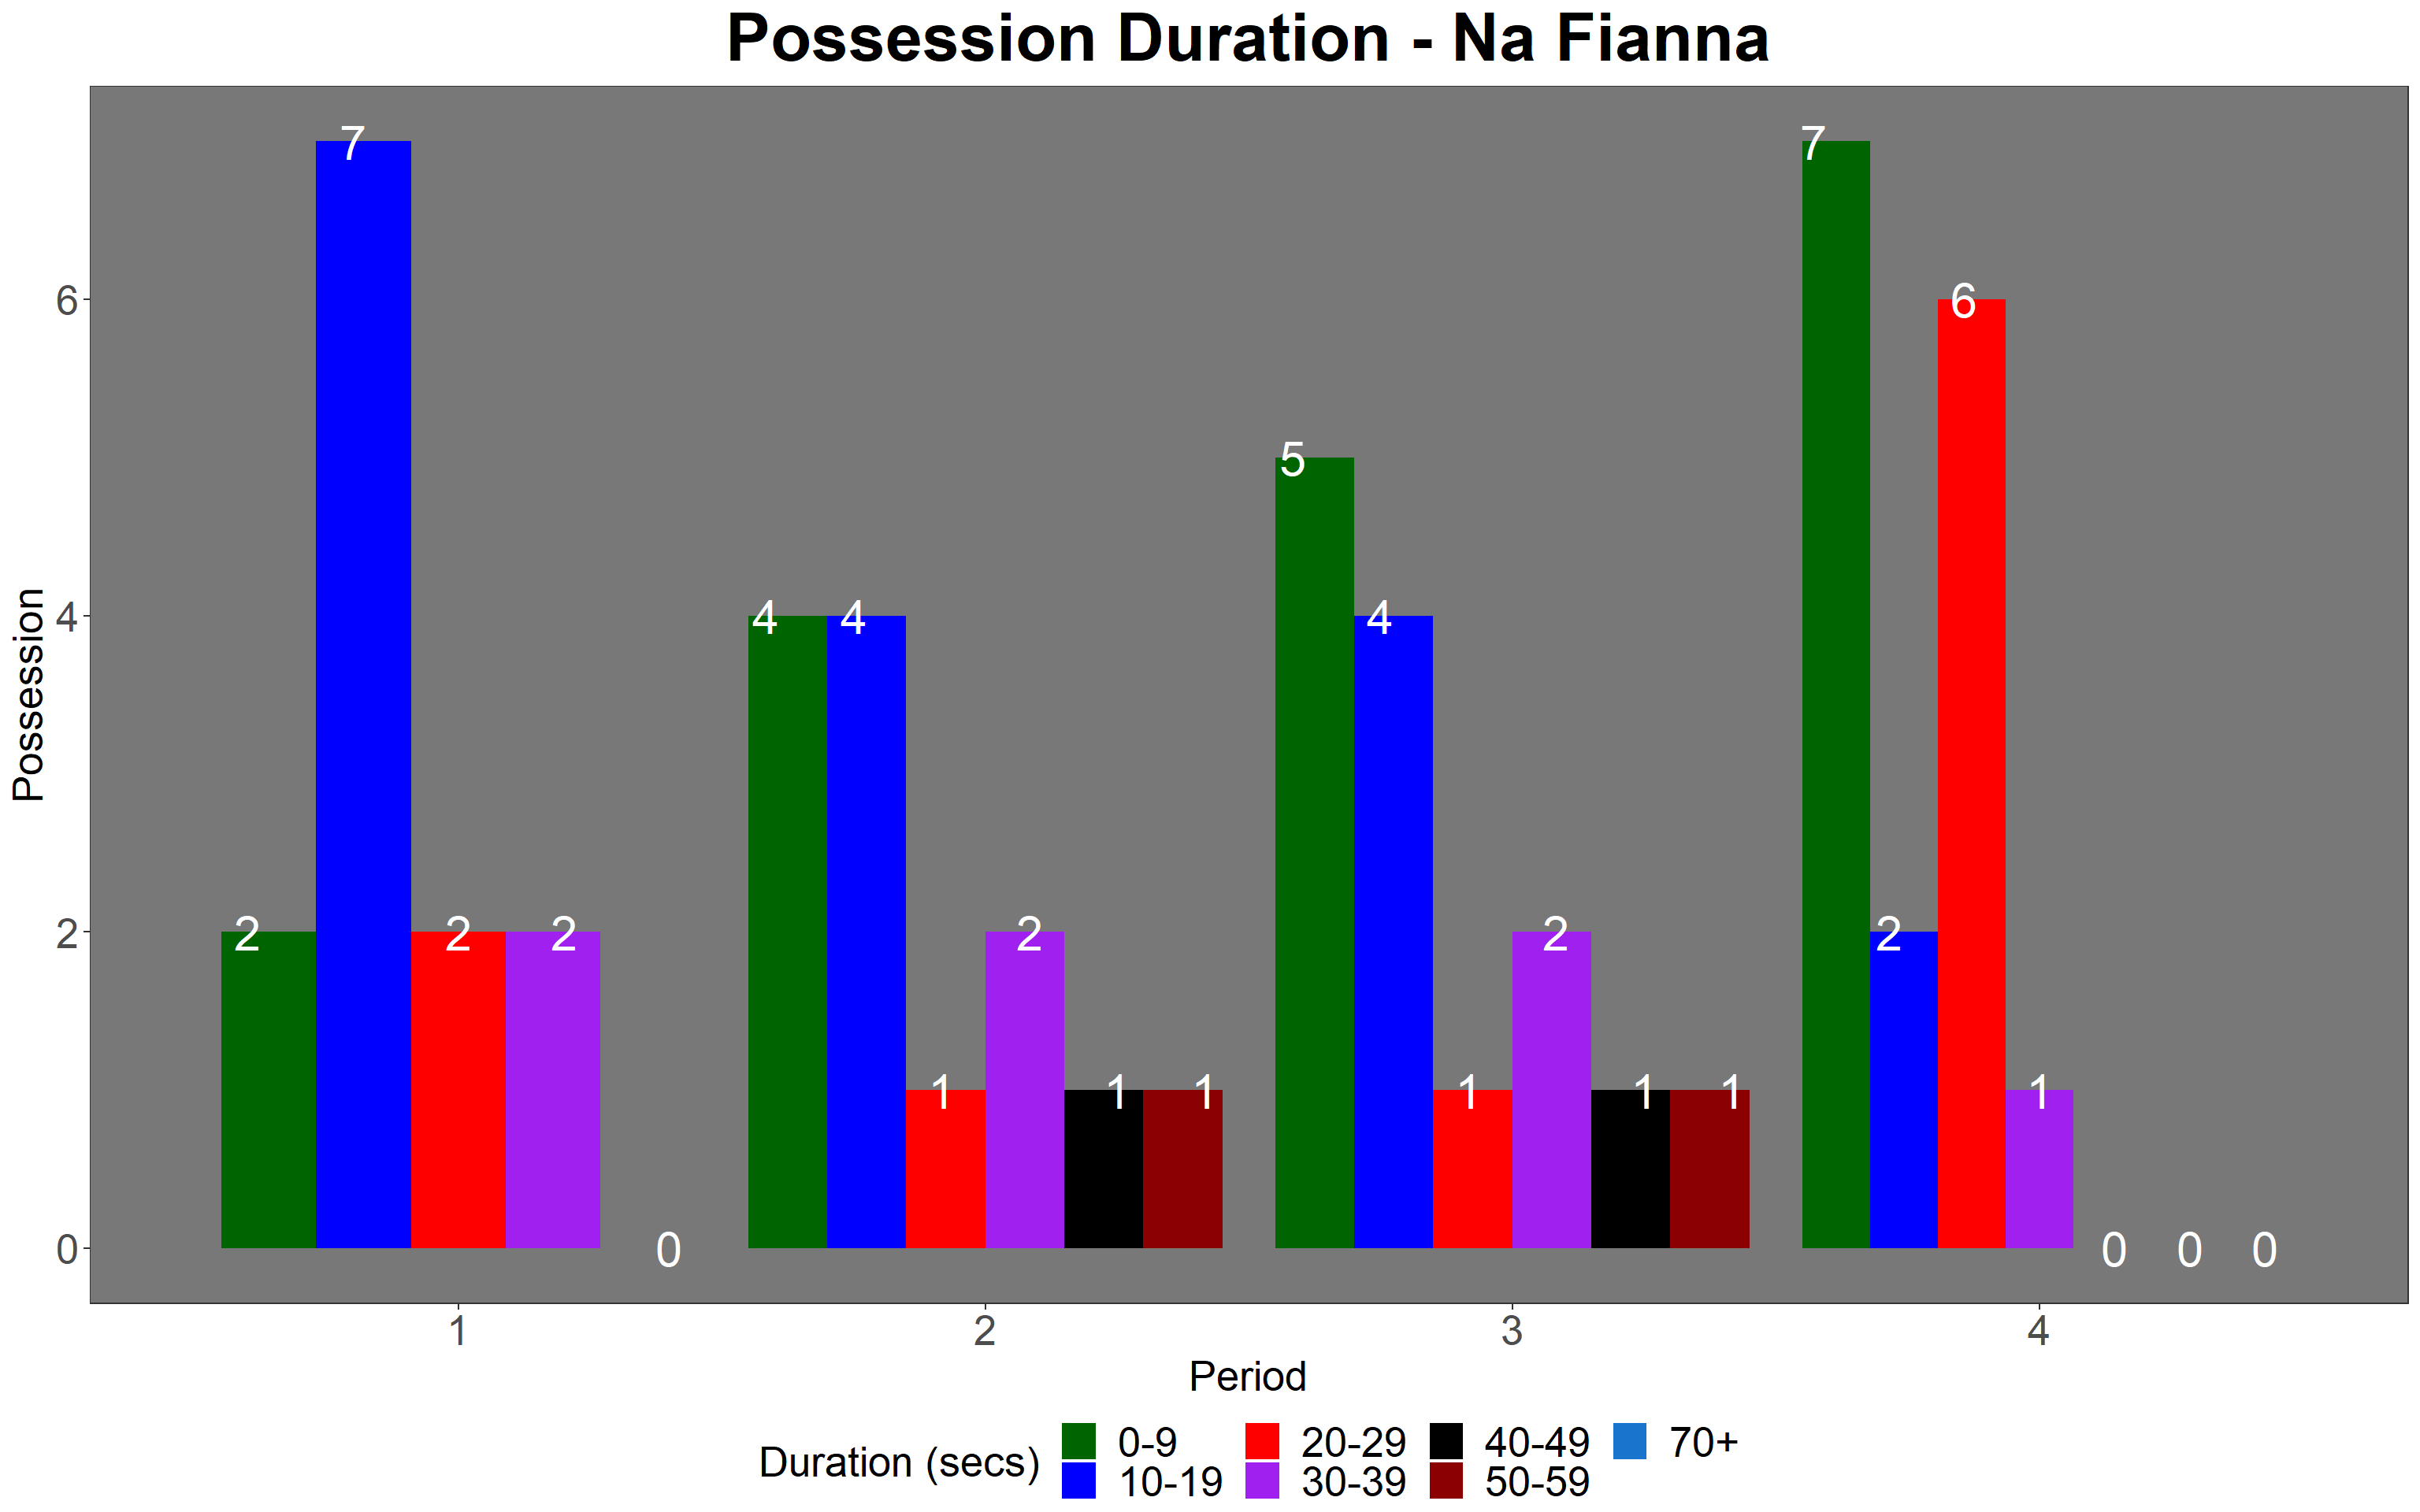 Possession Duration - Na Fianna
Possession
6
4
2
0
2 7 2 2 0
4 4 1 2 1 1
5 4 1 2 1 1
7 2 6 1 0 0 0
1 2 3 4
Period
Duration (secs)
0-9 20-29 40-49 70+
10-19 30-39 50-59